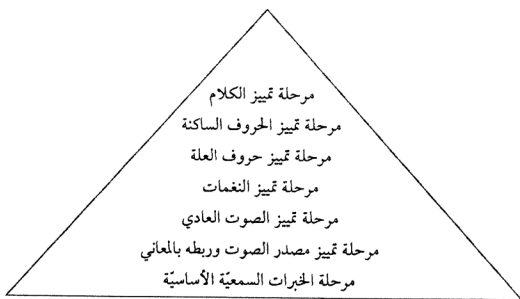 مرحلة تمييز الكلام
مرحلة تمييز الحروف الساكنة
مرحلة تمييز حروف العلة
مرحلة تمييز النغمات
مرحلة تمييز الصوت العادي
مرحلة تمييز مصدر الصوت وربطه بالمعاني
مرحلة الخبرات السمعيّة الأساسيّة